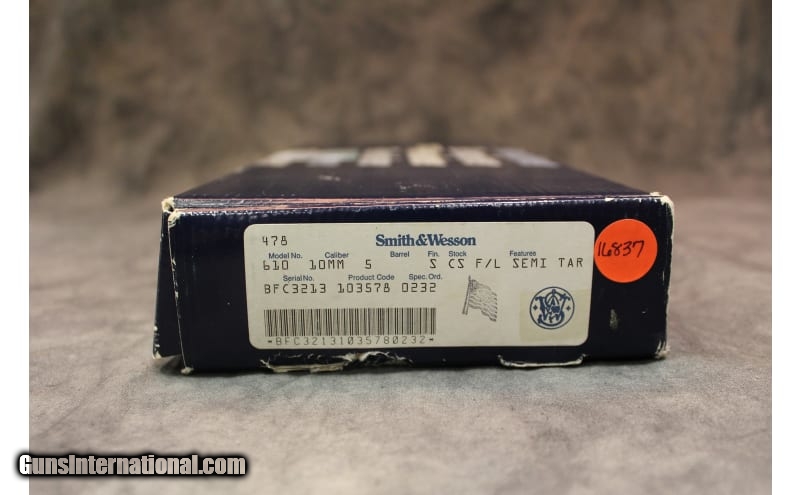 478
Smith&Wesson
Model No. Caliber Barrel Fin. Stock Features
610 10MM 5 S CS F/L SEMI TAR
Serial No. Product Code Spec. Ord.
BFC3213 103578 0232
*BFC32131035780232*
16837
GunsInternational.com